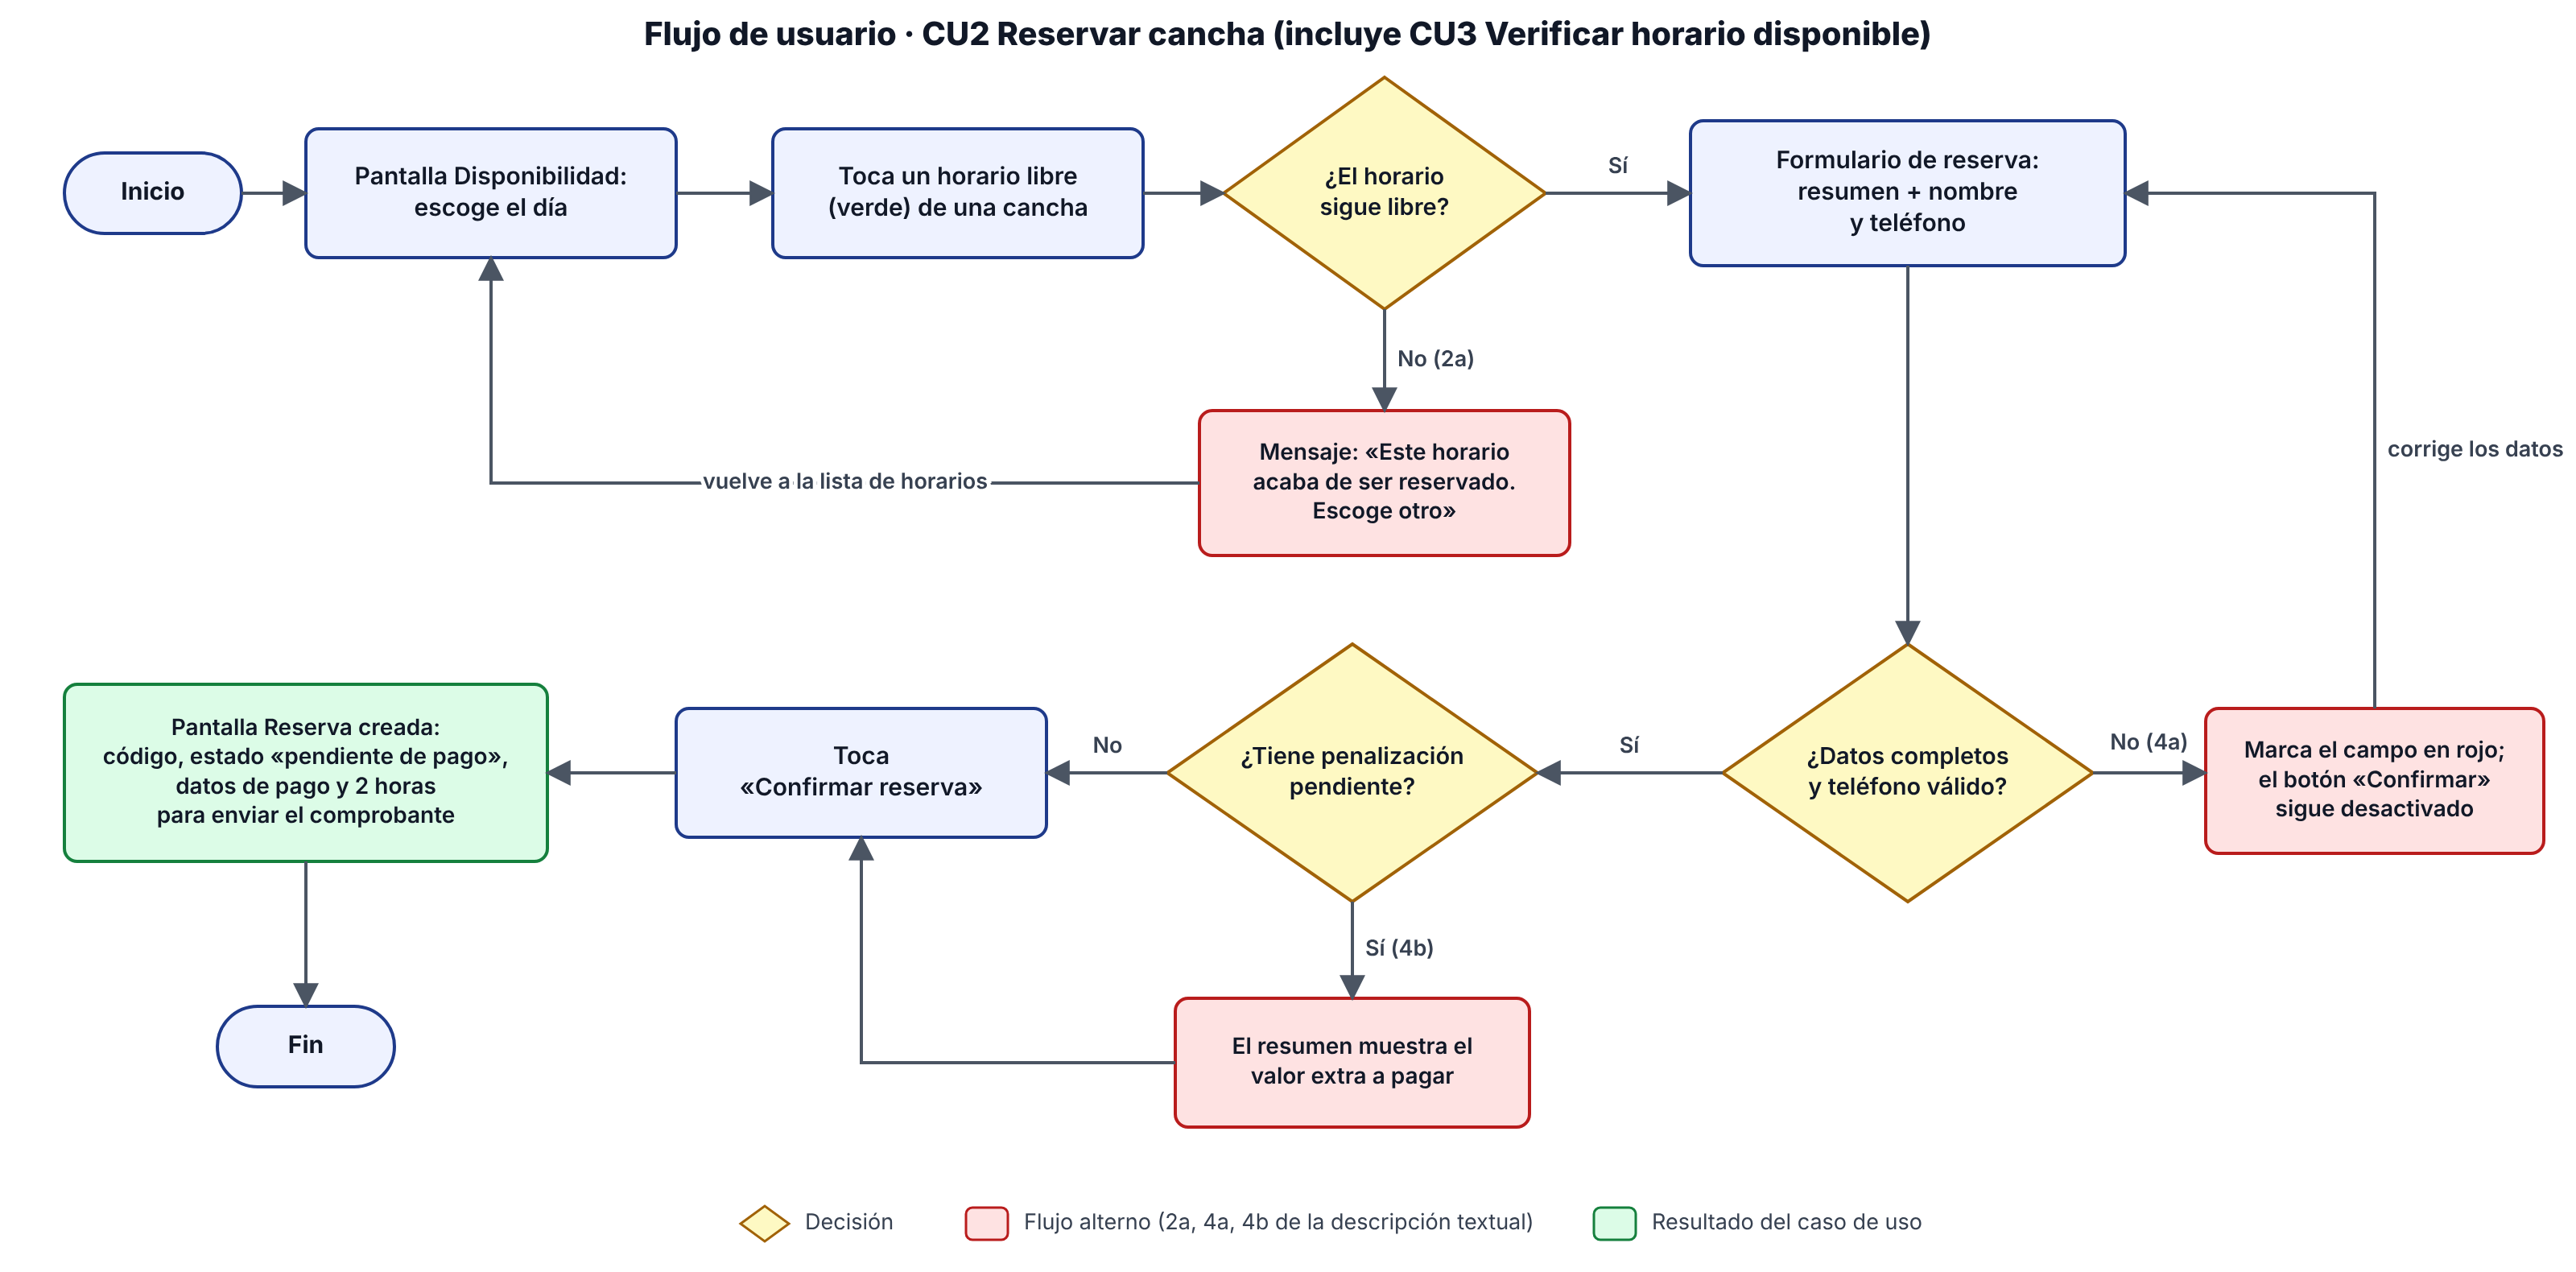 Flujo de usuario · CU2 Reservar cancha (incluye CU3 Verificar horario disponible)
Inicio
Pantalla Disponibilidad:
escoge el día
Toca un horario libre
(verde) de una cancha
¿El horario
sigue libre?
Sí
Formulario de reserva:
resumen + nombre
y teléfono
No (2a)
Mensaje: «Este horario
acaba de ser reservado.
Escoge otro»
vuelve a la lista de horarios
corrige los datos
Pantalla Reserva creada:
código, estado «pendiente de pago»,
datos de pago y 2 horas
para enviar el comprobante
Toca
«Confirmar reserva»
No
¿Tiene penalización
pendiente?
Sí
¿Datos completos
y teléfono válido?
No (4a)
Marca el campo en rojo;
el botón «Confirmar»
sigue desactivado
Sí (4b)
El resumen muestra el
valor extra a pagar
Fin
Decisión
Flujo alterno (2a, 4a, 4b de la descripción textual)
Resultado del caso de uso